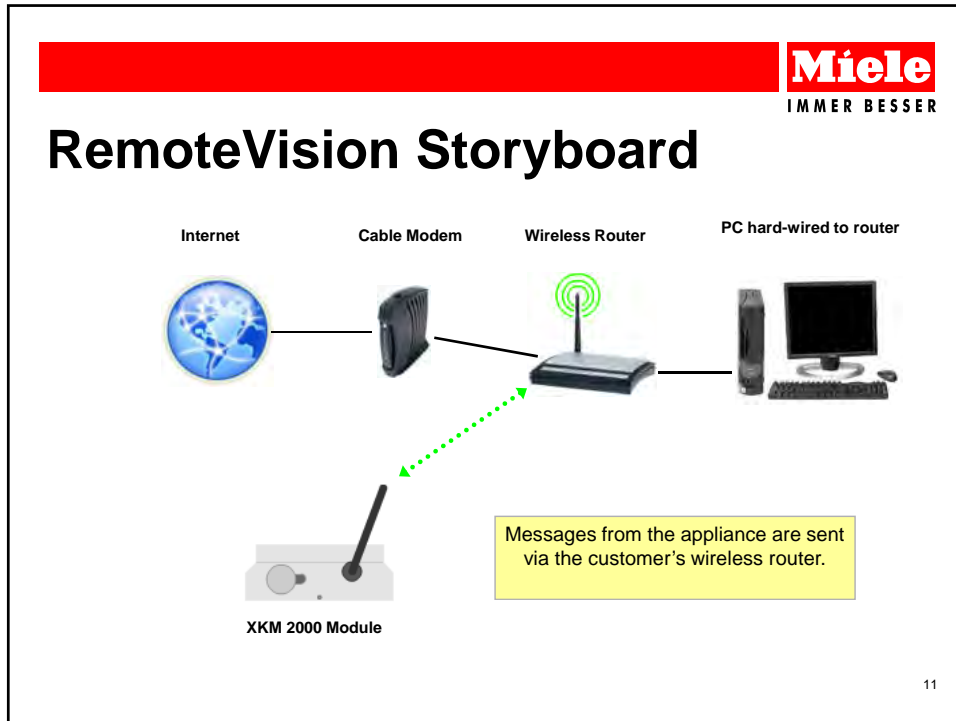 Miele
IMMER BESSER
RemoteVision Storyboard
Internet
Cable Modem
Wireless Router
PC hard-wired to router
Messages from the appliance are sent
via the customer’s wireless router.
XKM 2000 Module
11